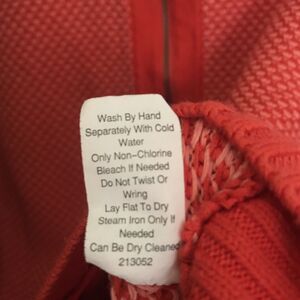 Wash By Hand
Separately With Cold
Water
Only Non-Chlorine
Bleach If Needed
Do Not Twist Or
Wring
Lay Flat To Dry
Steam Iron Only If
Needed
Can Be Dry Cleaned
213052